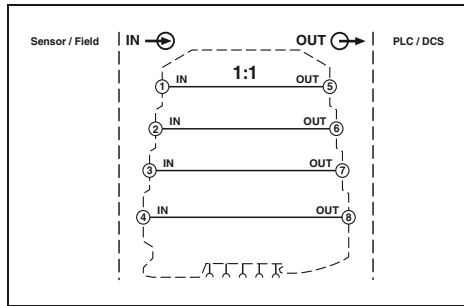 Sensor / Field IN OUT PLC / DCS
1:1
1 IN OUT 5
2 IN OUT 6
3 IN OUT 7
4 IN OUT 8